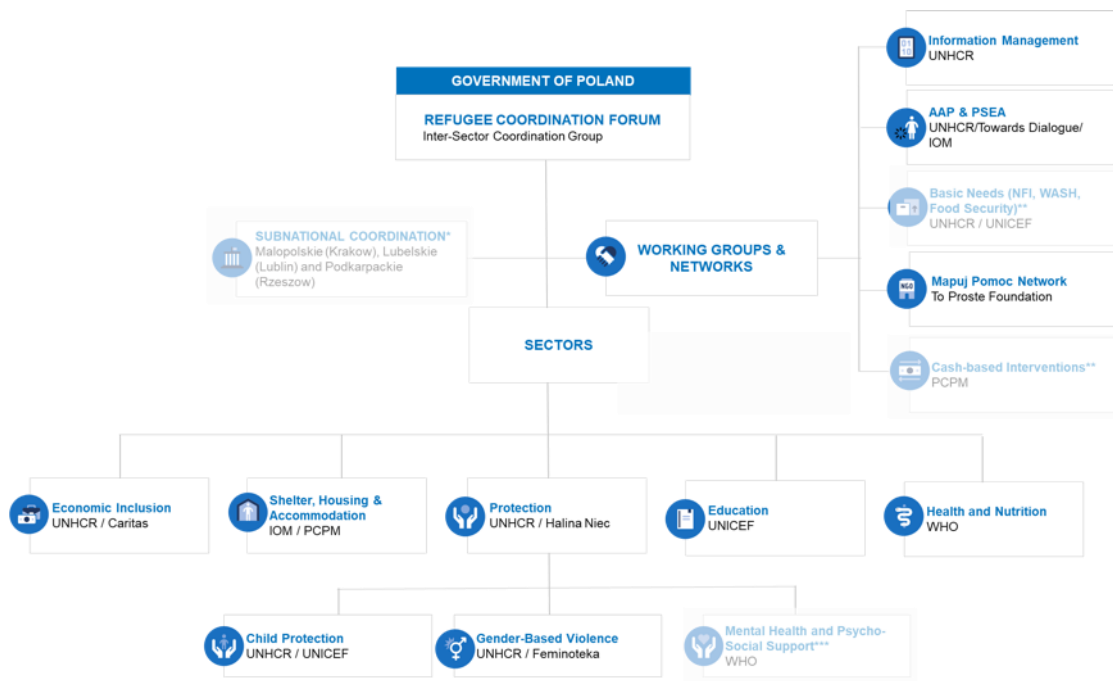 GOVERNMENT OF POLAND
REFUGEE COORDINATION FORUM
Inter-Sector Coordination Group
Information Management
UNHCR
AAP & PSEA
UNHCR/Towards Dialogue/
IOM
Basic Needs (NFI, WASH,
Food Security)**
UNHCR / UNICEF
SUBNATIONAL COORDINATION*
Malopolskie (Krakow), Lubelskie
(Lublin) and Podkarpackie
(Rzeszow)
WORKING GROUPS &
NETWORKS
NGO
Mapuj Pomoc Network
To Proste Foundation
SECTORS
Cash-based Interventions**
PCPM
Economic Inclusion
UNHCR / Caritas
Shelter, Housing &
Accommodation
IOM / PCPM
Protection
UNHCR / Halina Niec
Education
UNICEF
Health and Nutrition
WHO
Child Protection
UNHCR / UNICEF
Gender-Based Violence
UNHCR / Feminoteka
Mental Health and Psycho-
Social Support***
WHO
01
10